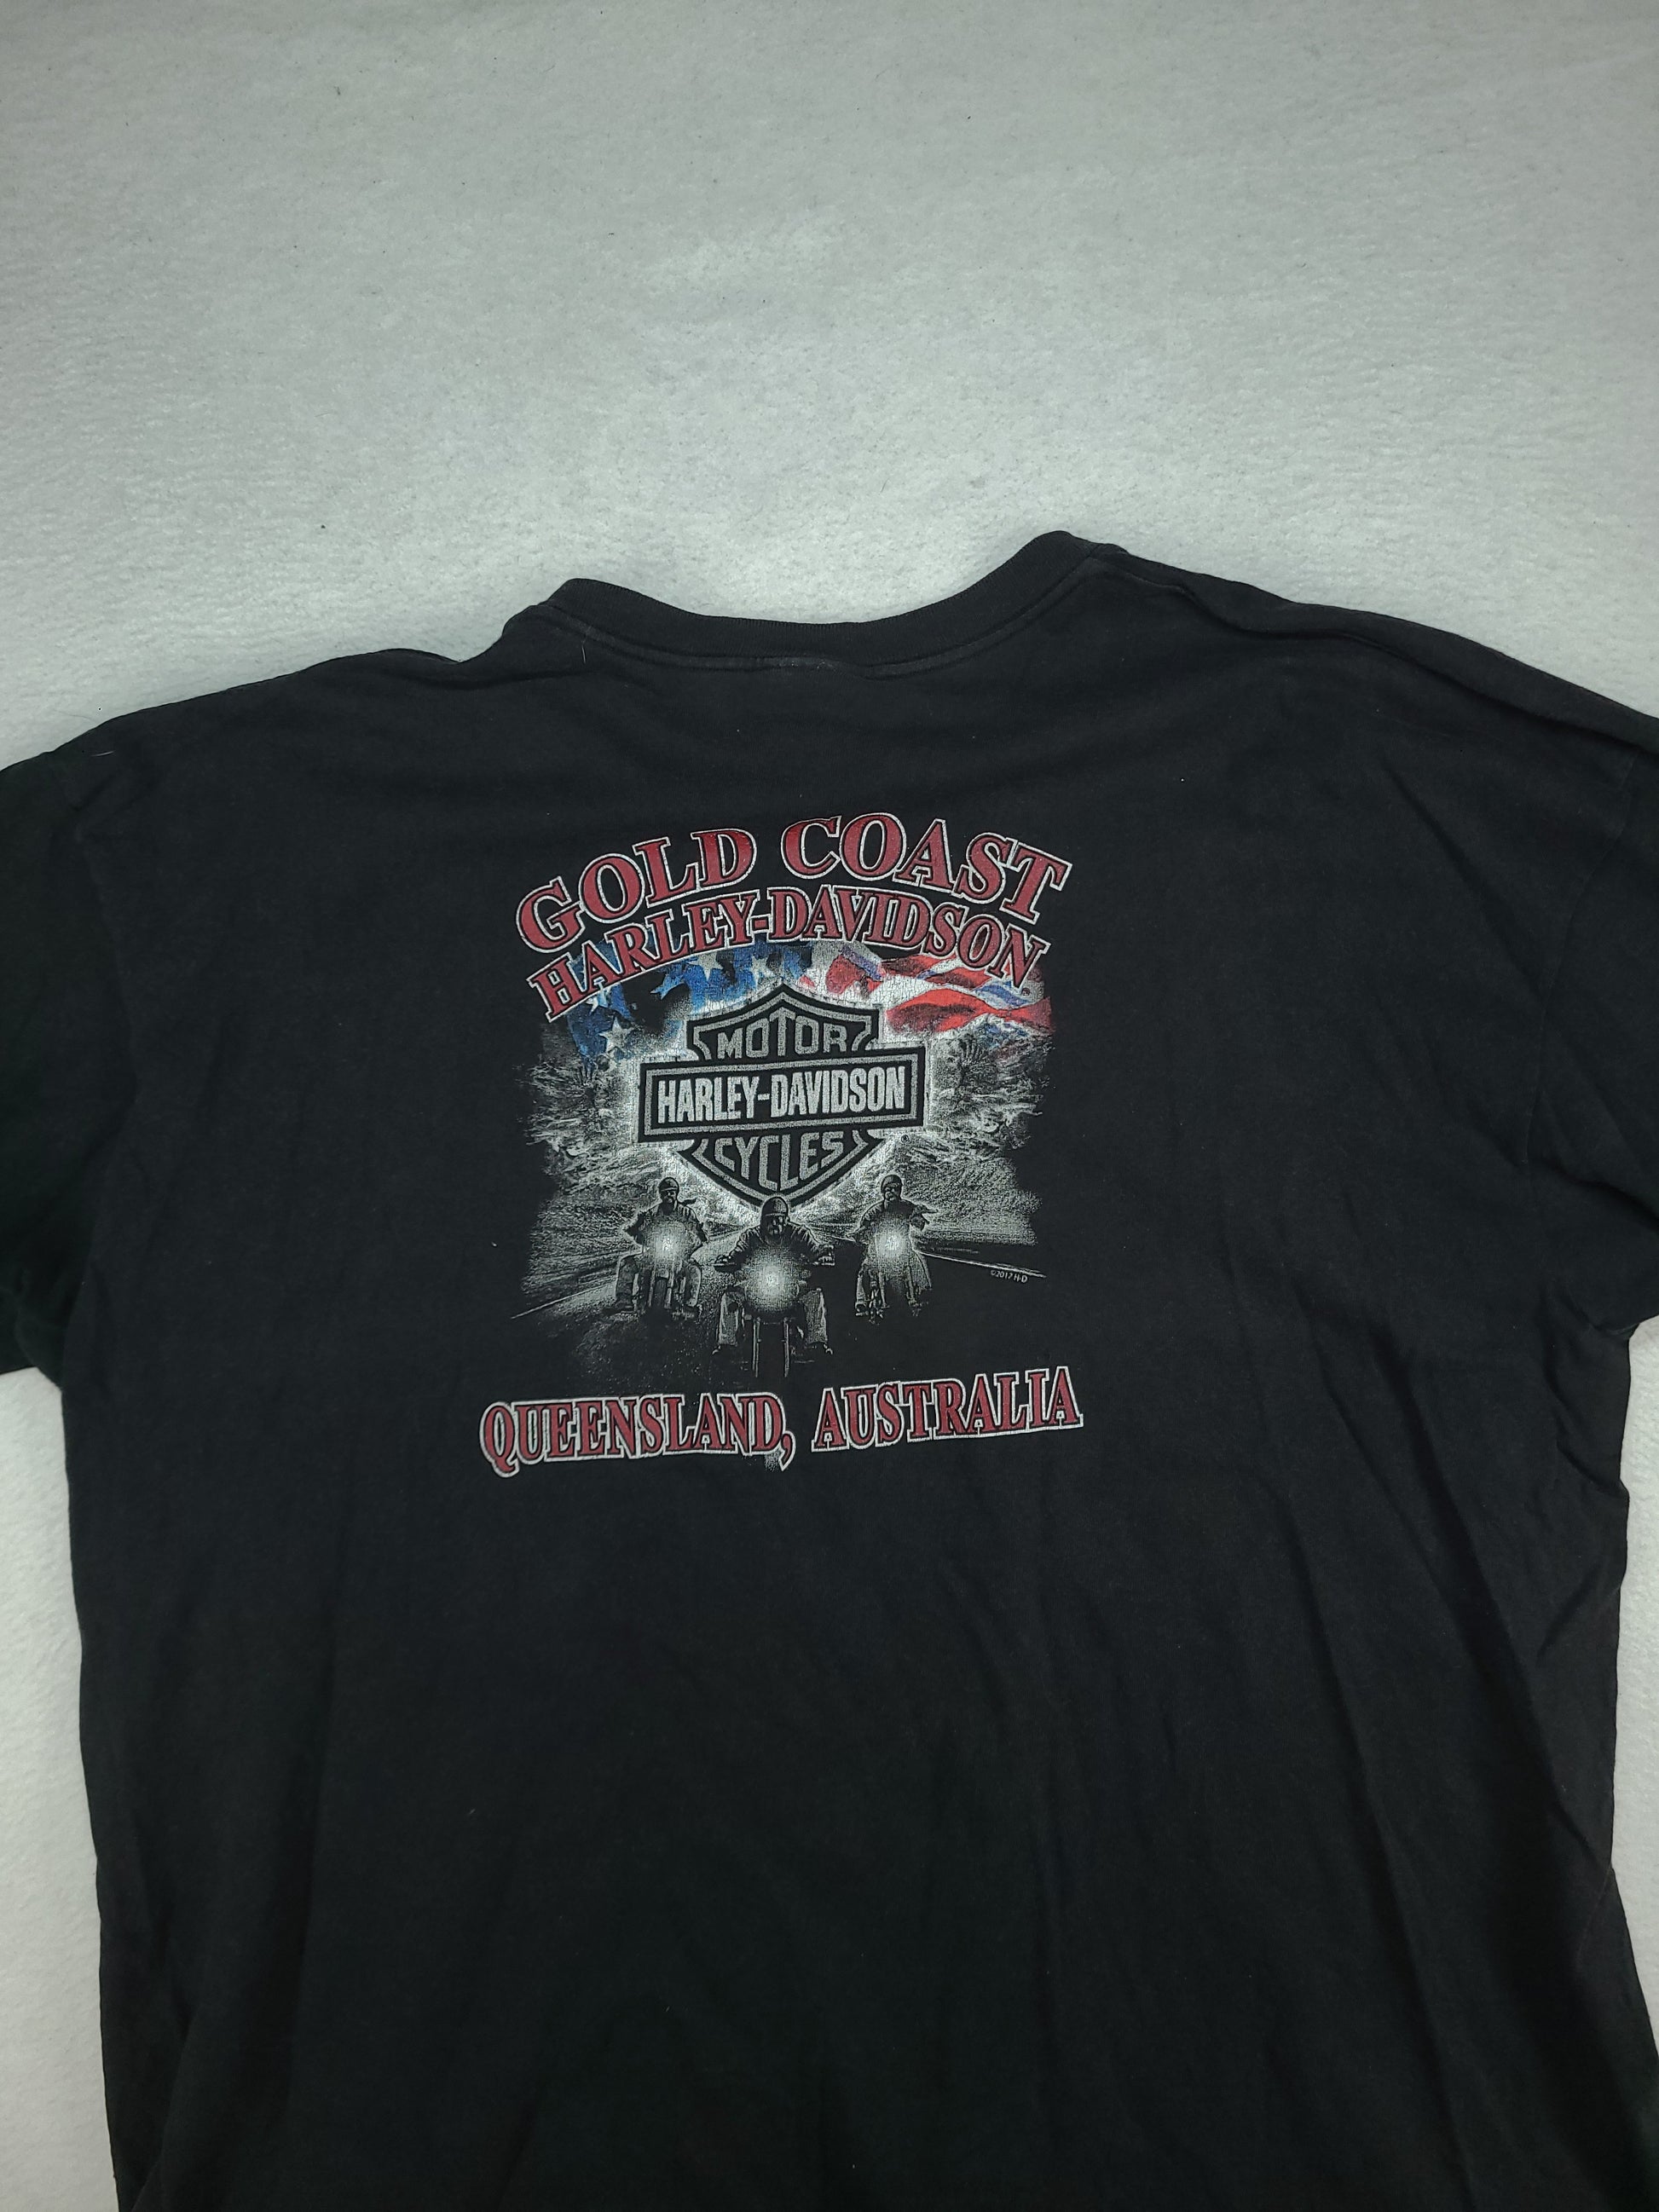 GOLD COAST
HARLEY-DAVIDSON
MOTOR
HARLEY-DAVIDSON
CYCLES
©2017 H-D
QUEENSLAND, AUSTRALIA